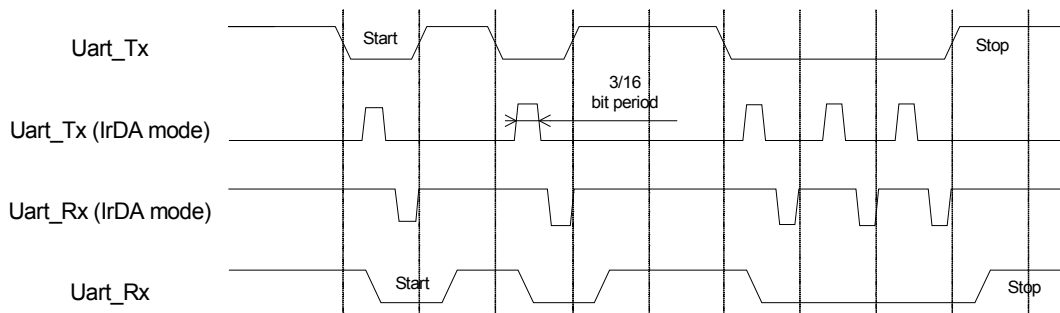 Uart_Tx
Start
Stop
3/16
bit period
Uart_Tx (IrDA mode)
Uart_Rx (IrDA mode)
Uart_Rx
Start
Stop